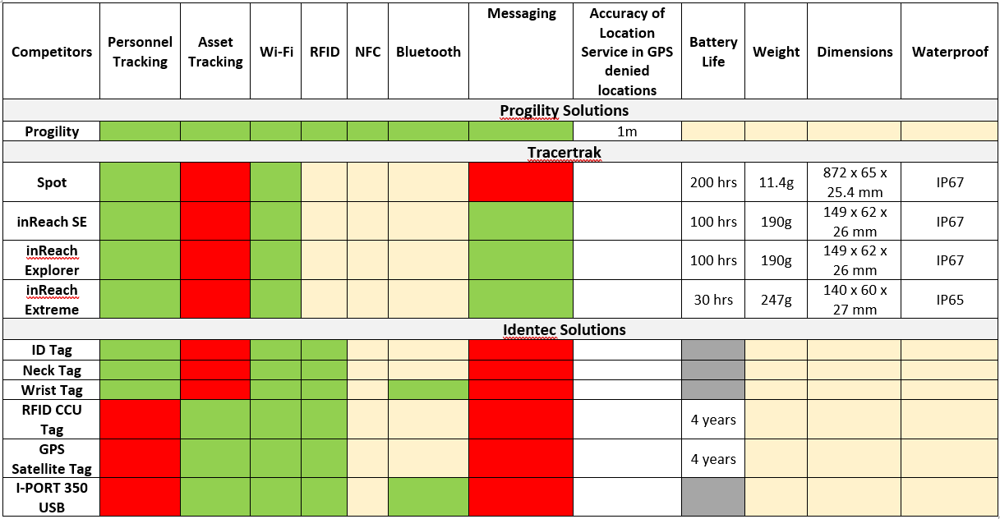 Competitors
Personnel
Tracking
Asset
Tracking
Wi-Fi
RFID
NFC
Bluetooth
Messaging
Accuracy of
Location
Service in GPS
denied
locations
Battery
Life
Weight
Dimensions
Waterproof
Progility Solutions
Progility
1m
Tracertrak
Spot
200 hrs
11.4g
872 x 65 x
25.4 mm
IP67
inReach SE
100 hrs
190g
149 x 62 x
26 mm
IP67
inReach
Explorer
100 hrs
190g
149 x 62 x
26 mm
IP67
inReach
Extreme
30 hrs
247g
140 x 60 x
27 mm
IP65
Identec Solutions
ID Tag
Neck Tag
Wrist Tag
RFID CCU
Tag
4 years
GPS
Satellite Tag
4 years
I-PORT 350
USB